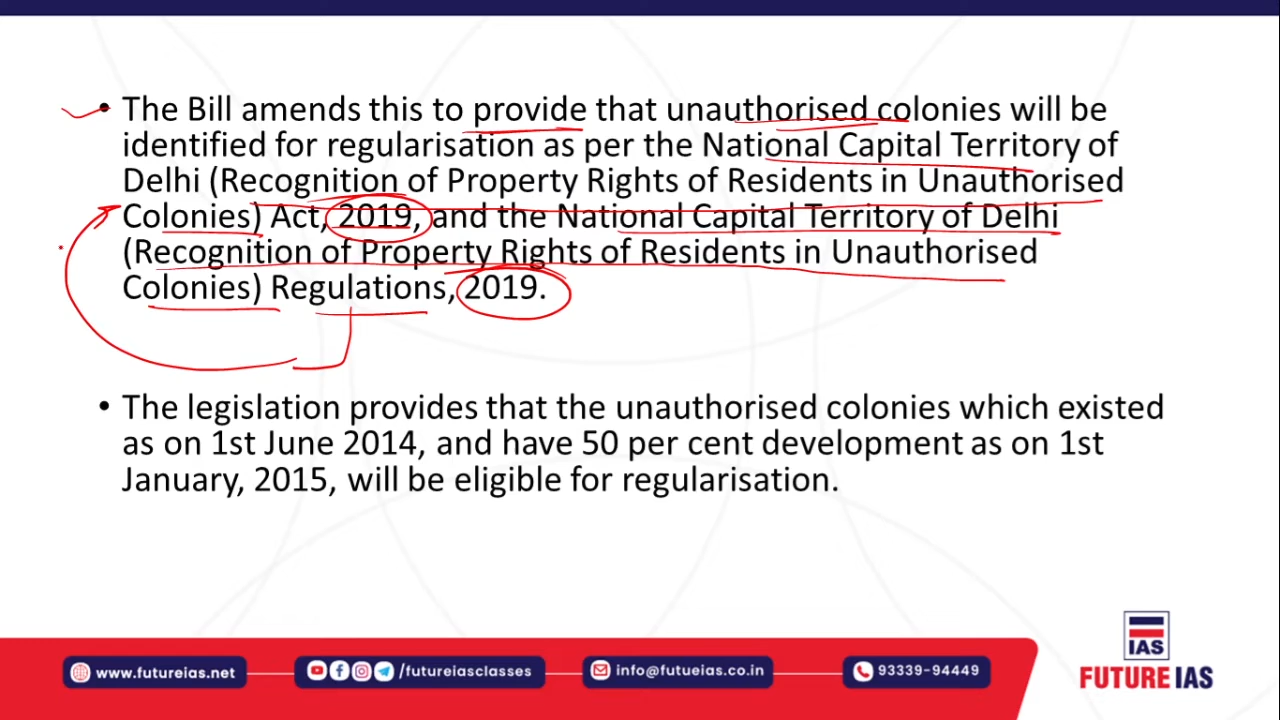 • The Bill amends this to provide that unauthorised colonies will be
identified for regularisation as per the National Capital Territory of
Delhi (Recognition of Property Rights of Residents in Unauthorised
Colonies) Act, 2019, and the National Capital Territory of Delhi
(Recognition of Property Rights of Residents in Unauthorised
Colonies) Regulations, 2019.
• The legislation provides that the unauthorised colonies which existed
as on 1st June 2014, and have 50 per cent development as on 1st
January, 2015, will be eligible for regularisation.
IAS
www.futureias.net
/futureiasclasses
info@futueias.co.in
93339-94449
FUTURE IAS